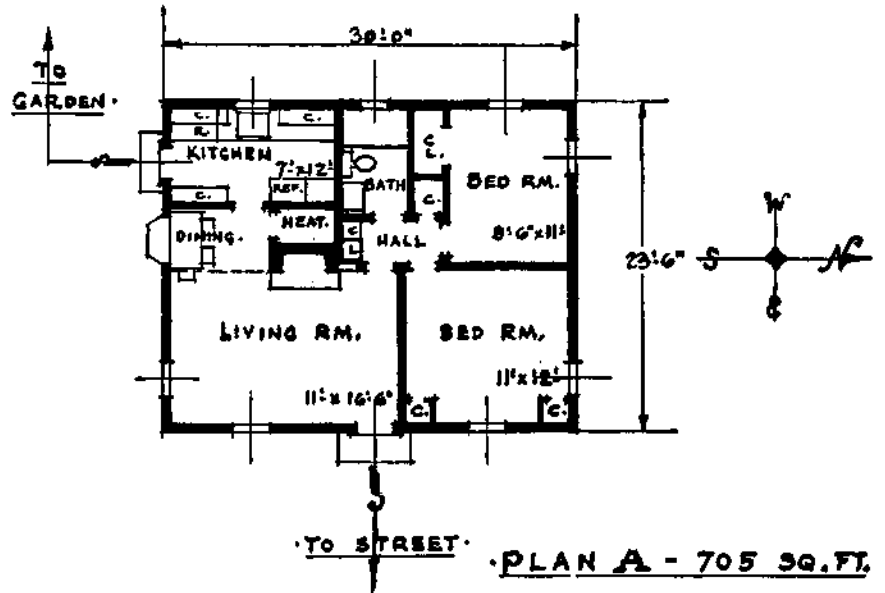 30'-0"
TO
GARDEN.
C.
C.
R.
KITCHEN
7'x12'
REF.
C.
BATH
CL.
C.
BED RM.
8'-6"x11'
DINING.
HEAT.
C
L
HALL
23'-6"
W
S
N
E
LIVING RM.
11'x16'-6"
BED RM.
11'x12'
C.
C.
·TO STREET·
·PLAN A - 705 SQ.FT.